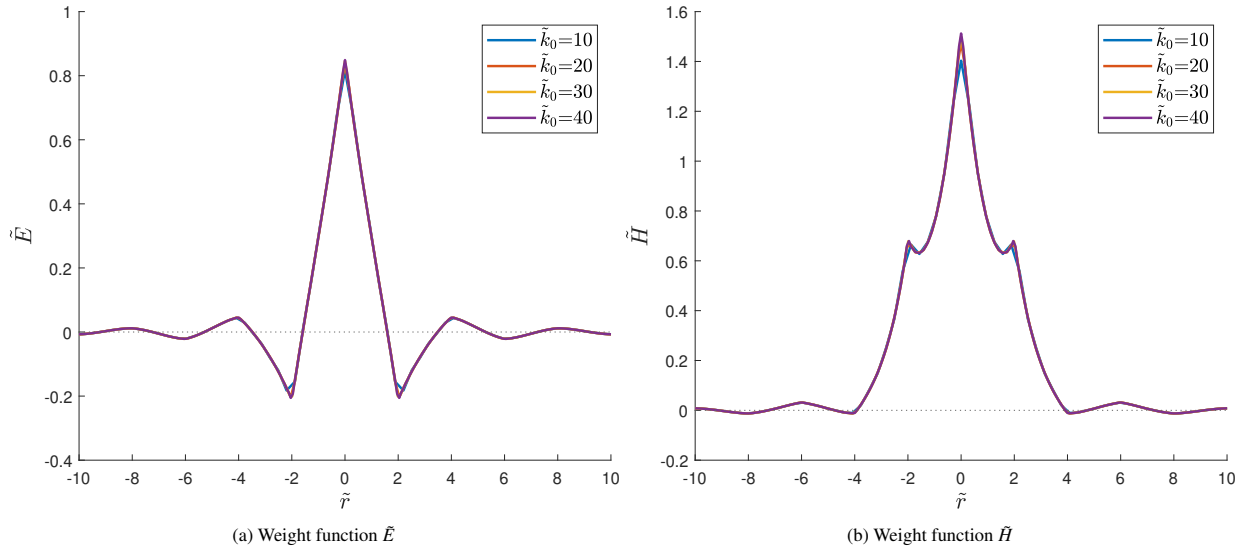 1
0.8
0.6
0.4
0.2
0
-0.2
-0.4
Ẽ
-10 -8 -6 -4 -2 0 2 4 6 8 10
r̃
k̃₀=10
k̃₀=20
k̃₀=30
k̃₀=40
(a) Weight function Ẽ
1.6
1.4
1.2
1
0.8
0.6
0.4
0.2
0
-0.2
H̃
-10 -8 -6 -4 -2 0 2 4 6 8 10
r̃
k̃₀=10
k̃₀=20
k̃₀=30
k̃₀=40
(b) Weight function H̃